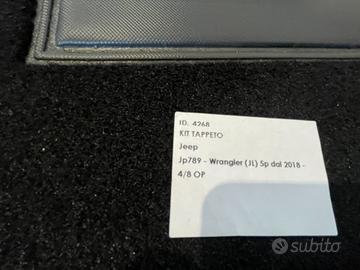 ID. 4268
KIT TAPPETO
Jeep
Jp789 - Wrangler (JL) 5p dal 2018 -
4/8 OP
subito